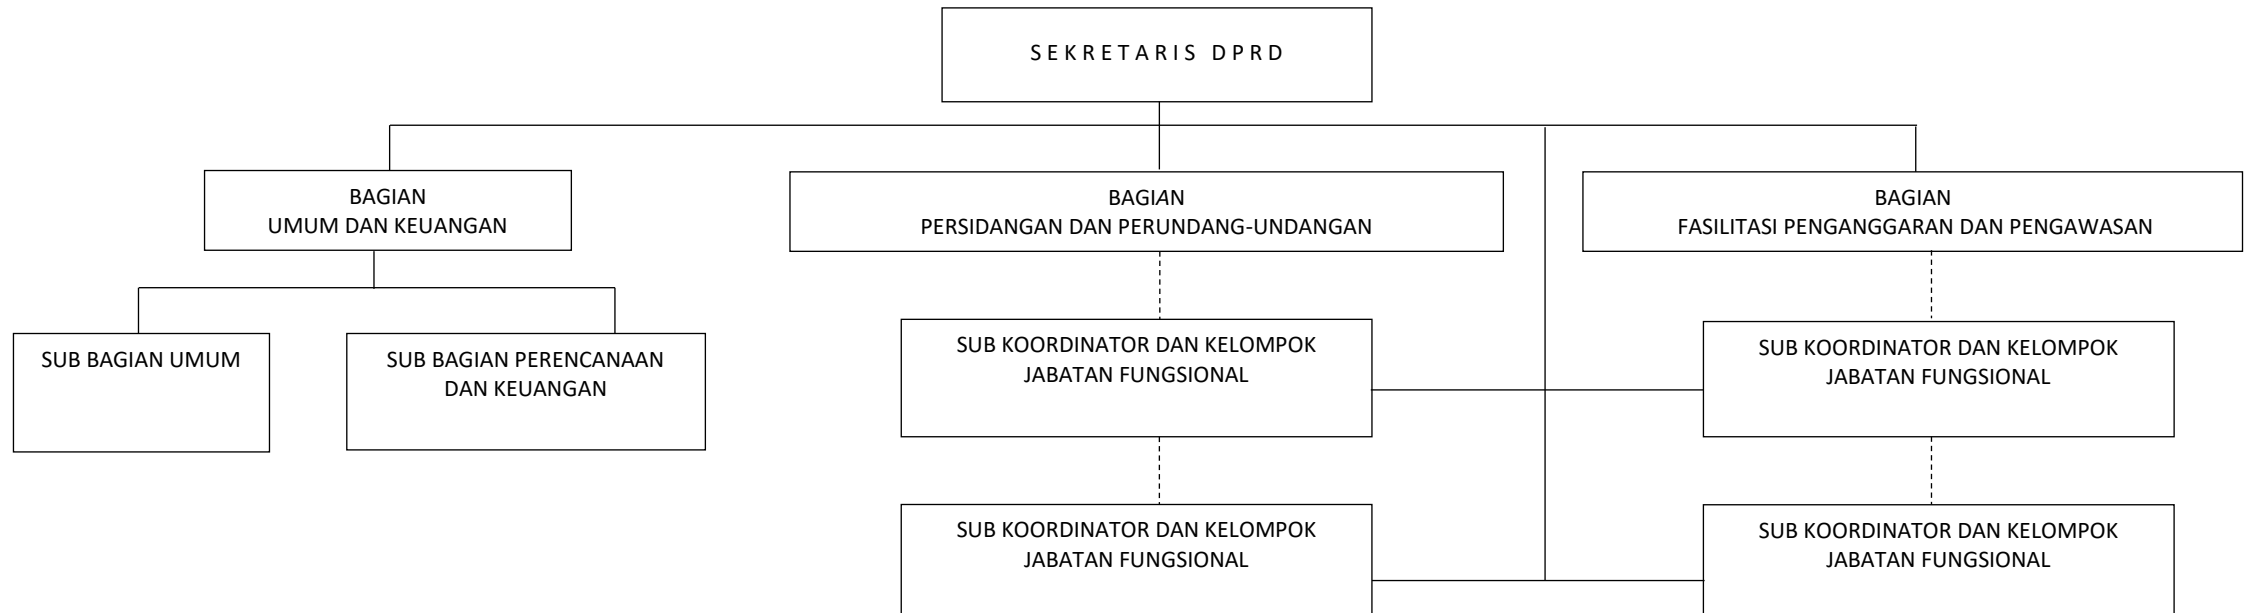 SEKRETARIS DPRD
BAGIAN
UMUM DAN KEUANGAN
BAGIAN
PERSIDANGAN DAN PERUNDANG-UNDANGAN
BAGIAN
FASILITASI PENGANGGARAN DAN PENGAWASAN
SUB BAGIAN UMUM
SUB BAGIAN PERENCANAAN
DAN KEUANGAN
SUB KOORDINATOR DAN KELOMPOK
JABATAN FUNGSIONAL
SUB KOORDINATOR DAN KELOMPOK
JABATAN FUNGSIONAL
SUB KOORDINATOR DAN KELOMPOK
JABATAN FUNGSIONAL
SUB KOORDINATOR DAN KELOMPOK
JABATAN FUNGSIONAL